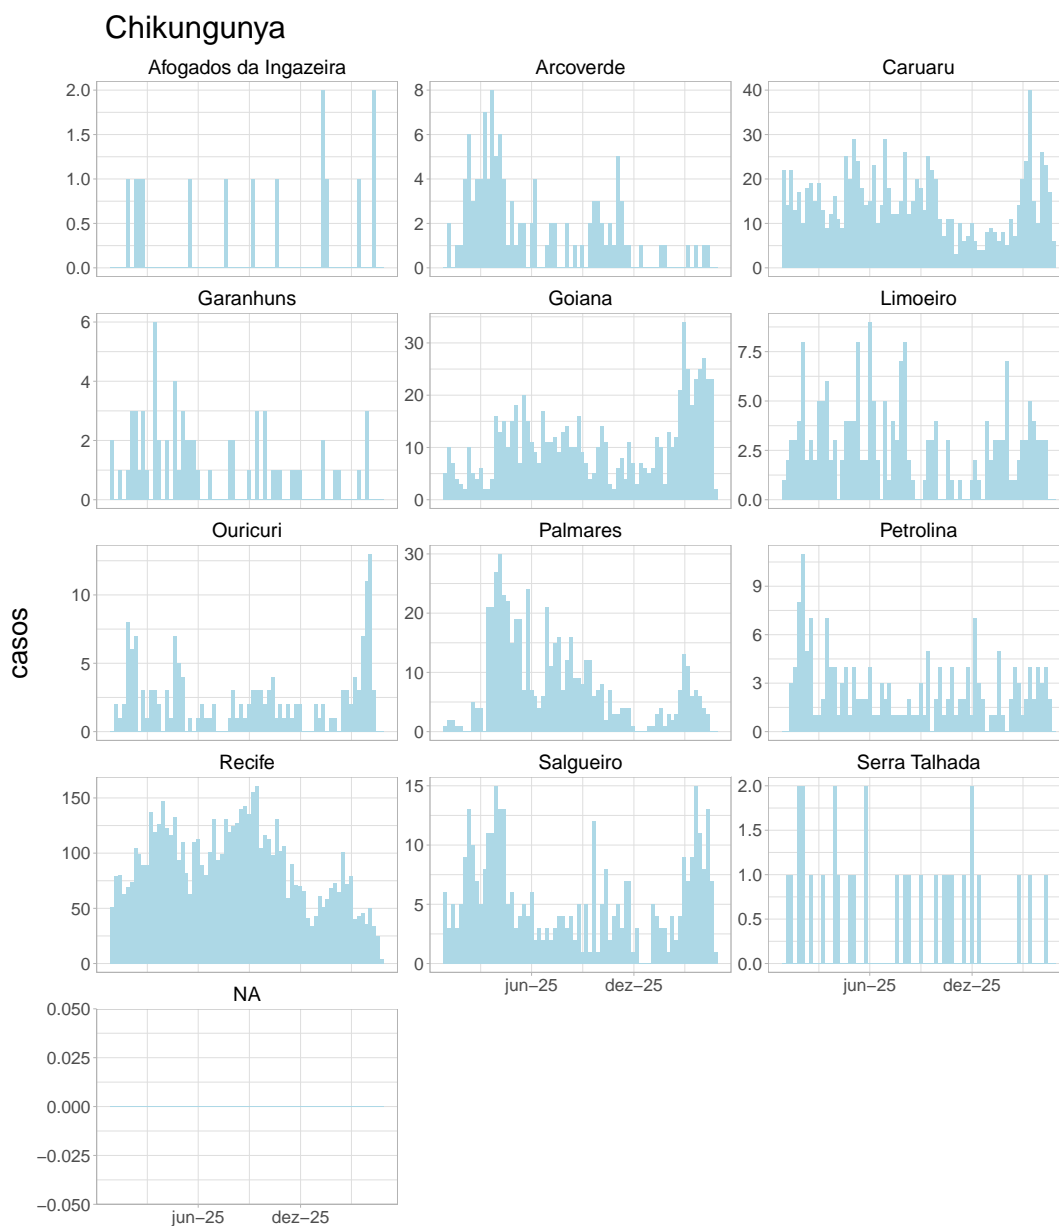 Chikungunya
Afogados da Ingazeira
Arcoverde
Caruaru
2.0
1.5
1.0
0.5
0.0
8
6
4
2
0
40
30
20
10
0
Garanhuns
Goiana
Limoeiro
6
4
2
0
30
20
10
0
7.5
5.0
2.5
0.0
Ouricuri
Palmares
Petrolina
10
5
0
30
20
10
0
9
6
3
0
casos
Recife
Salgueiro
Serra Talhada
150
100
50
0
15
10
5
0
2.0
1.5
1.0
0.5
0.0
jun−25
dez−25
jun−25
dez−25
NA
0.050
0.025
0.000
−0.025
−0.050
jun−25
dez−25